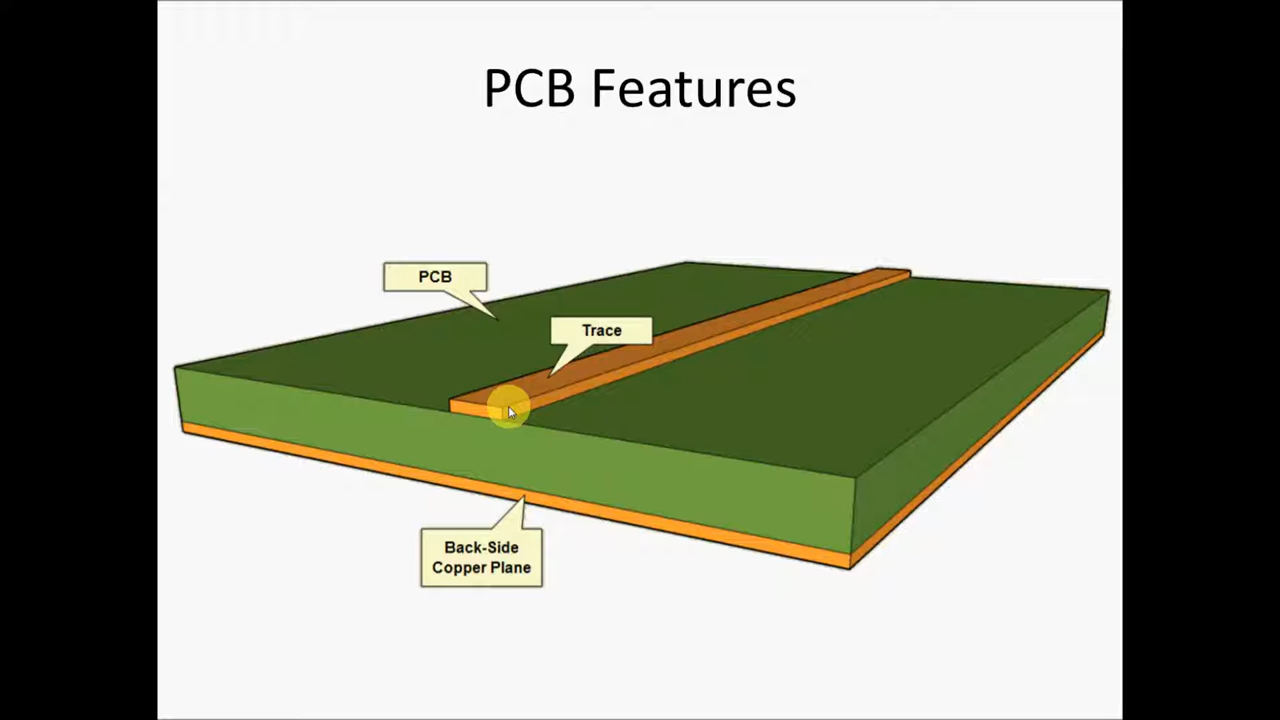 PCB Features
PCB
Trace
Back-Side
Copper Plane